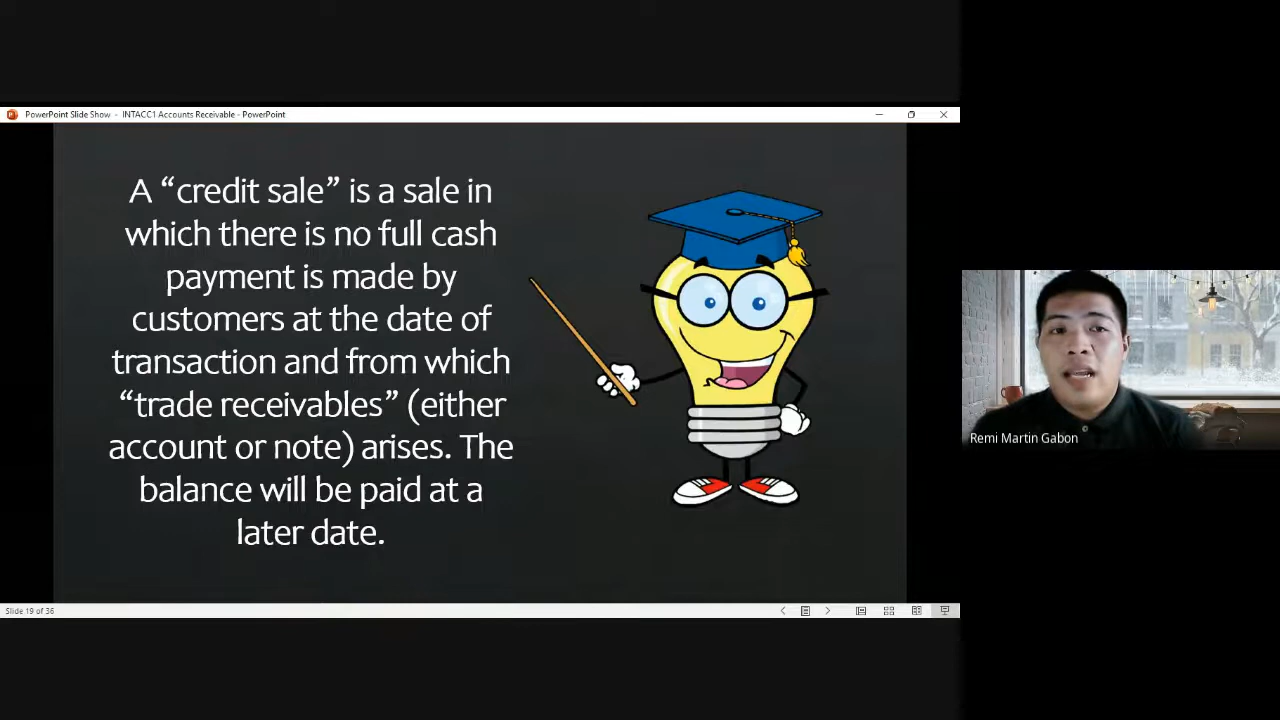 PowerPoint Slide Show - INTACC1 Accounts Receivable - PowerPoint
A “credit sale” is a sale in
which there is no full cash
payment is made by
customers at the date of
transaction and from which
“trade receivables” (either
account or note) arises. The
balance will be paid at a
later date.
Remi Martin Gabon
Slide 19 of 36